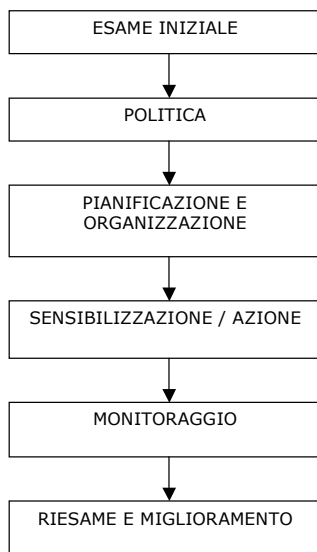 ESAME INIZIALE
POLITICA
PIANIFICAZIONE E
ORGANIZZAZIONE
SENSIBILIZZAZIONE / AZIONE
MONITORAGGIO
RIESAME E MIGLIORAMENTO